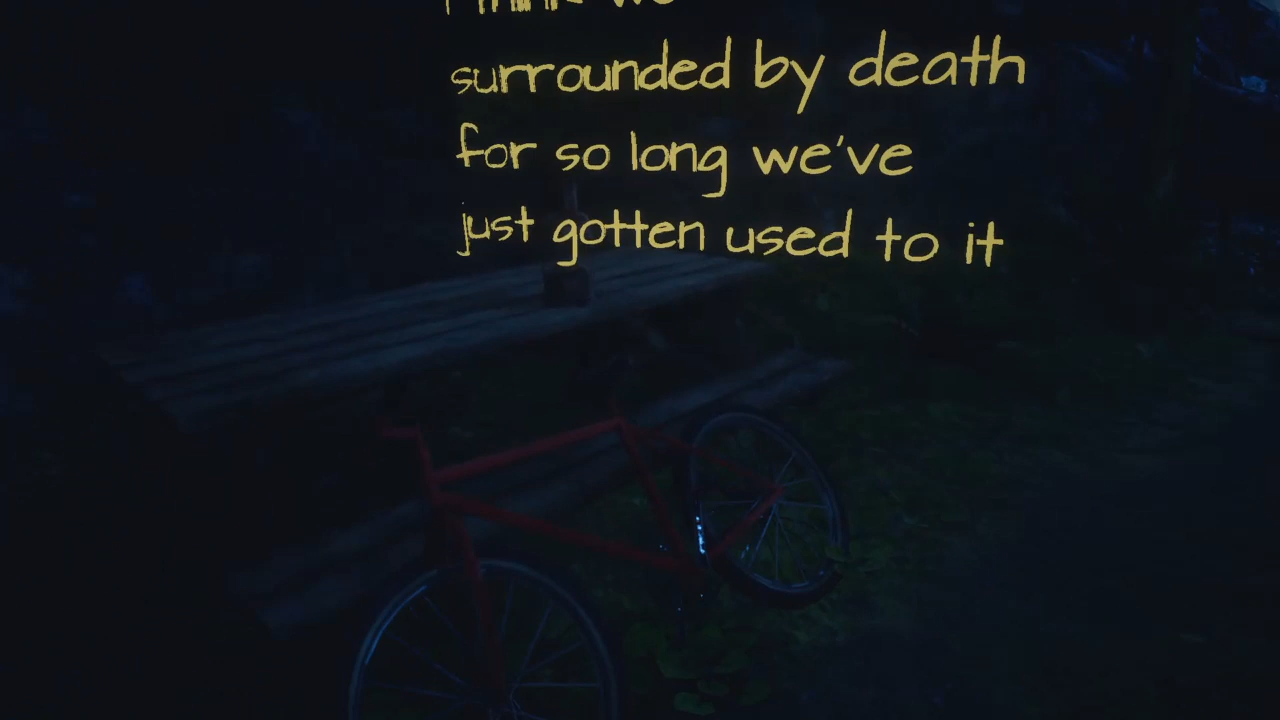 surrounded by death
for so long we've
just gotten used to it